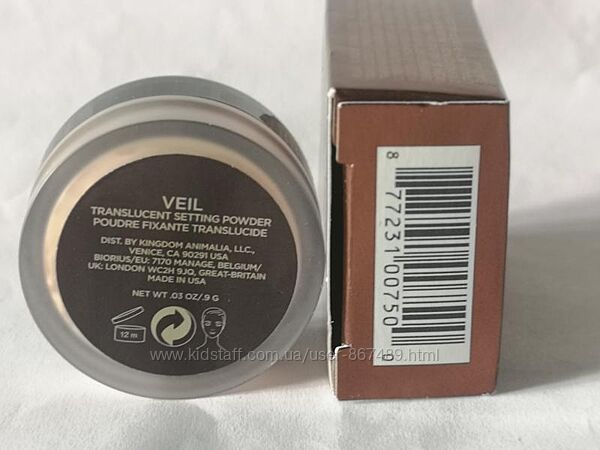 VEIL
TRANSLUCENT SETTING POWDER
POUDRE FIXANTE TRANSLUCIDE
DIST. BY KINGDOM ANIMALIA, LLC.,
VENICE, CA 90291 USA
BIORIUS/EU: 7170 MANAGE, BELGIUM/
UK: LONDON WC2H 9JQ, GREAT-BRITAIN
MADE IN USA
NET WT .03 OZ/.9 G
12 m
8 77231 00750 0
www.kidstaff.com.ua/user-867489.html